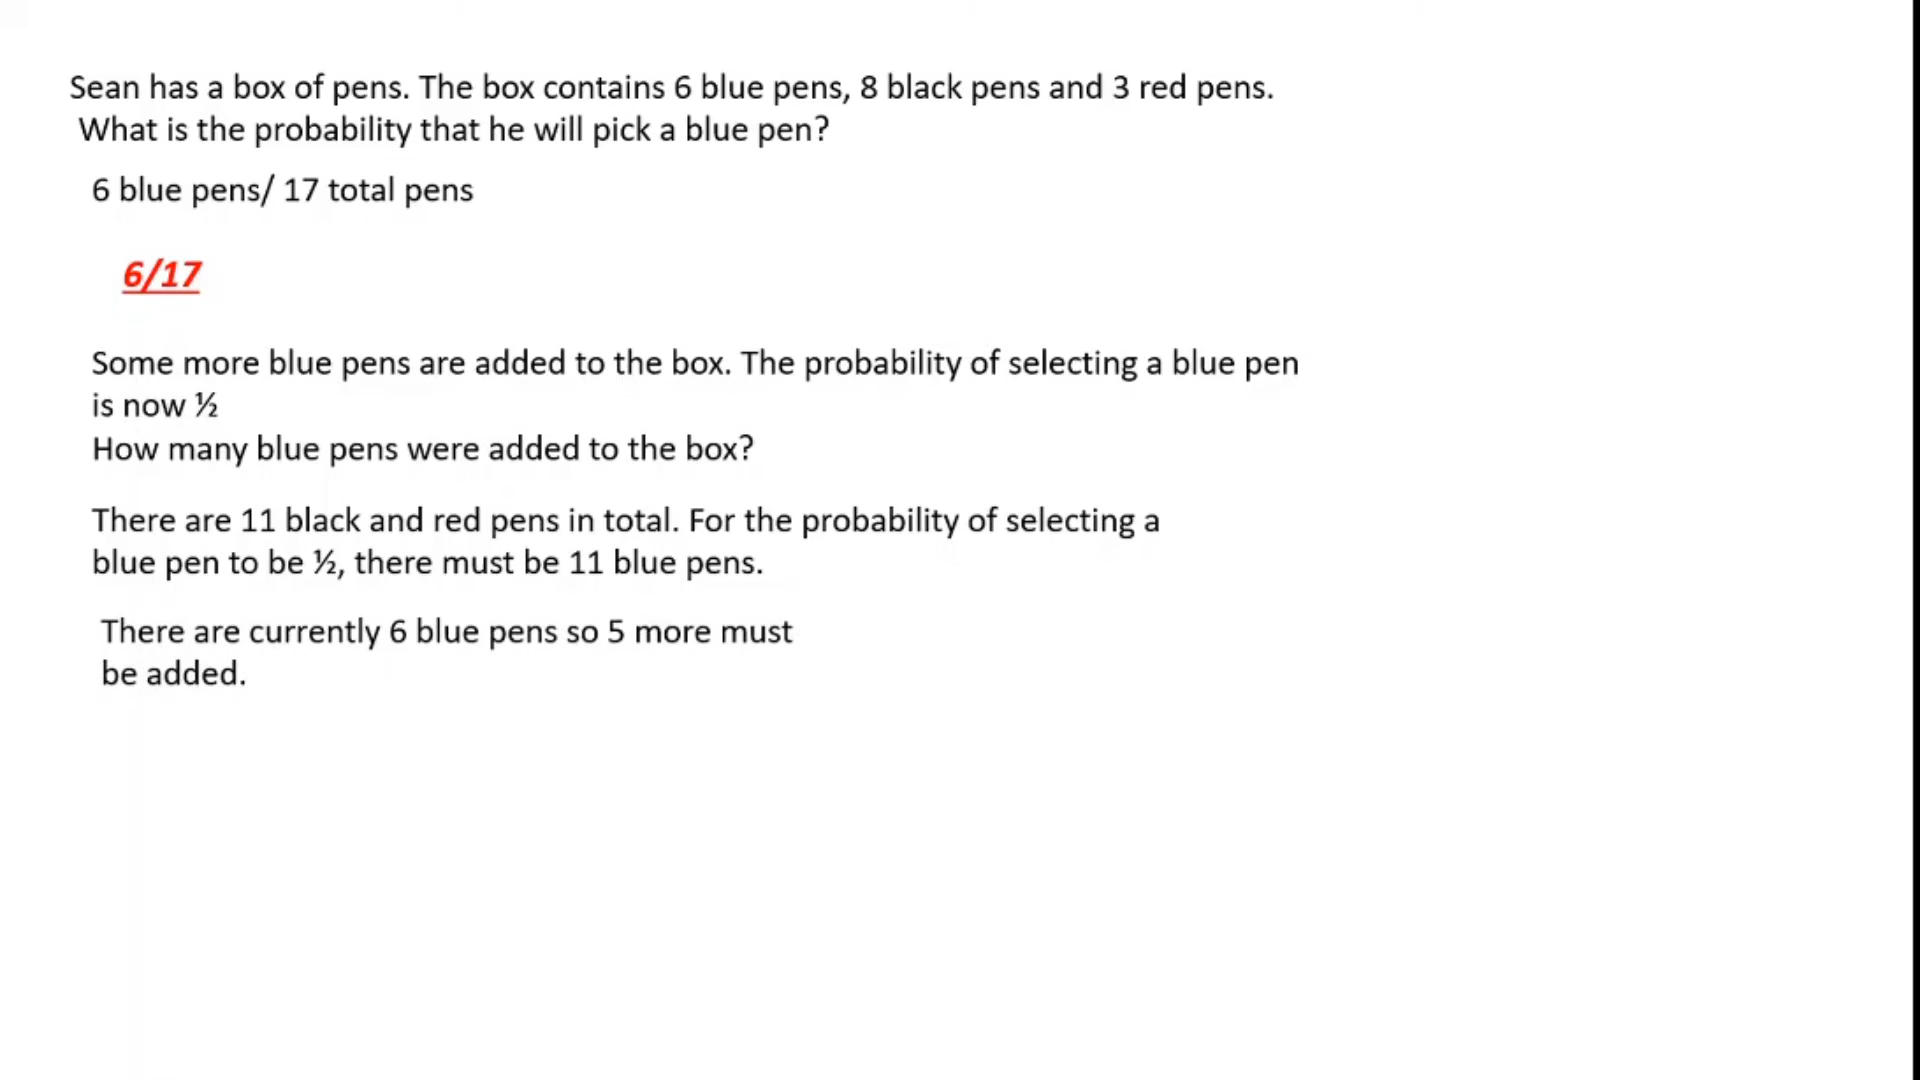 Sean has a box of pens. The box contains 6 blue pens, 8 black pens and 3 red pens.
What is the probability that he will pick a blue pen?
6 blue pens/ 17 total pens
6/17
Some more blue pens are added to the box. The probability of selecting a blue pen
is now ½
How many blue pens were added to the box?
There are 11 black and red pens in total. For the probability of selecting a
blue pen to be ½, there must be 11 blue pens.
There are currently 6 blue pens so 5 more must
be added.